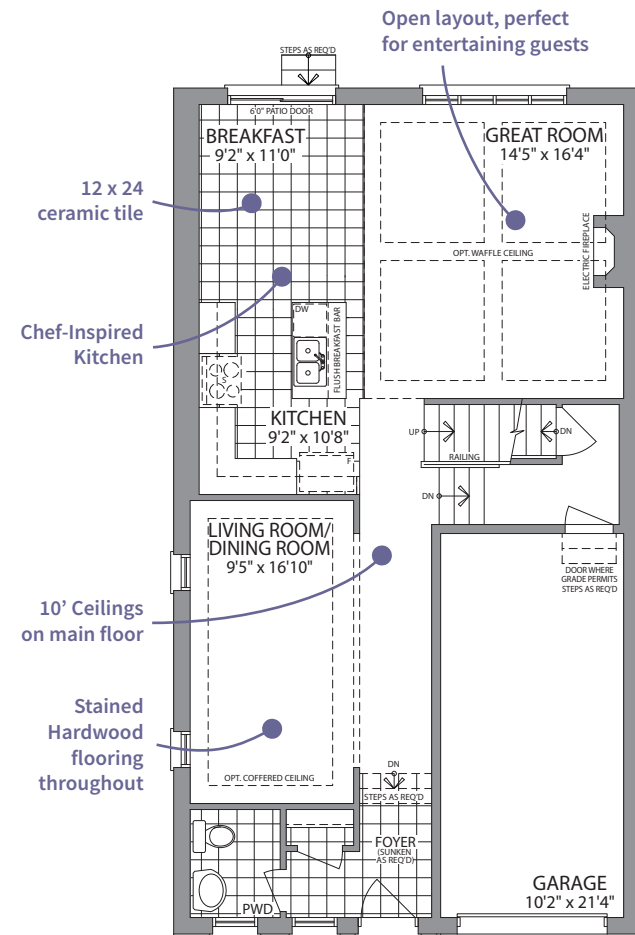 Open layout, perfect
for entertaining guests
STEPS AS REQ'D
6'0" PATIO DOOR
BREAKFAST
9'2" x 11'0"
GREAT ROOM
14'5" x 16'4"
12 x 24
ceramic tile
ELECTRIC FIREPLACE
OPT. WAFFLE CEILING
Chef-Inspired
Kitchen
DW
FLUSH BREAKFAST BAR
S
KITCHEN
9'2" x 10'8"
F
UP
DN
RAILING
DN
LIVING ROOM/
DINING ROOM
9'5" x 16'10"
DOOR WHERE
GRADE PERMITS
STEPS AS REQ'D
10’ Ceilings
on main floor
Stained
Hardwood
flooring
throughout
OPT. COFFERED CEILING
DN
STEPS AS REQ'D
FOYER
(SUNKEN
AS REQ'D)
PWD
GARAGE
10'2" x 21'4"